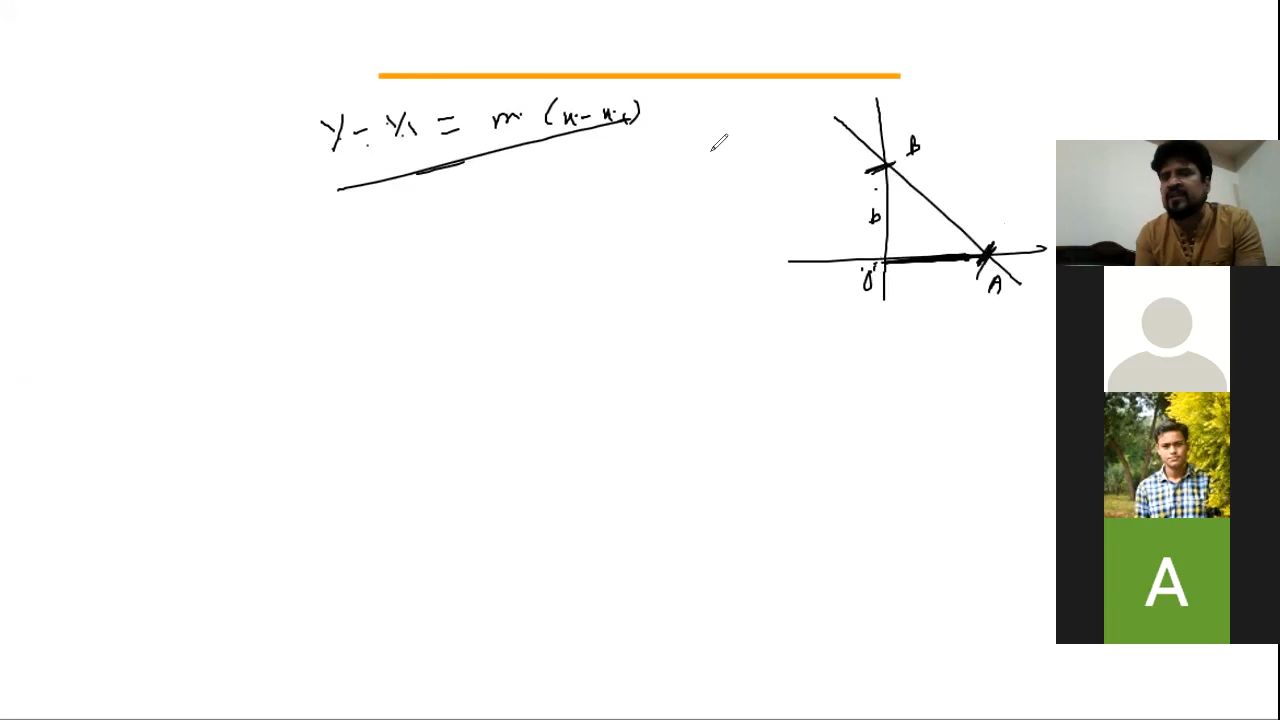 y - y₁ = m (x - x₁)
B
b
O
A
A